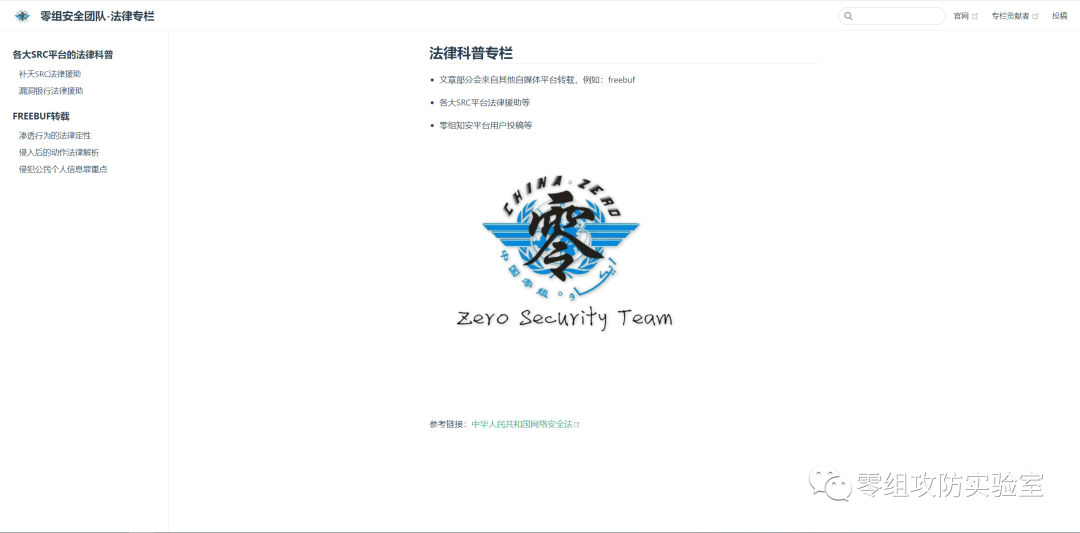 零组安全团队-法律专栏
官网
专栏贡献者
投稿
各大SRC平台的法律科普
补天SRC法律援助
漏洞银行法律援助
FREEBUF转载
渗透行为的法律定性
侵入后的动作法律解析
侵犯公民个人信息罪重点
法律科普专栏
文章部分会来自其他自媒体平台转载，例如：freebuf
各大SRC平台法律援助等
零组知安平台用户投稿等
CHINA·ZERO
零
中国零组
Zero Security Team
参考链接：中华人民共和国网络安全法
零组攻防实验室